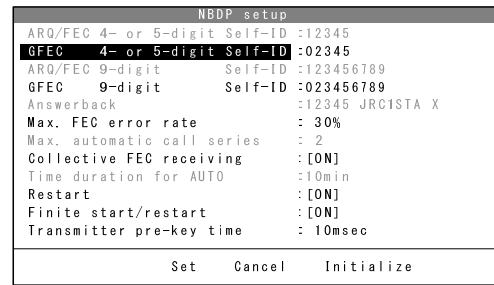 NBDP setup
ARQ/FEC 4- or 5-digit Self-ID :12345
GFEC 4- or 5-digit Self-ID :02345
ARQ/FEC 9-digit Self-ID :123456789
GFEC 9-digit Self-ID :023456789
Answerback :12345 JRC1STA X
Max. FEC error rate : 30%
Max. automatic call series : 2
Collective FEC receiving :[ON]
Time duration for AUTO :10min
Restart :[ON]
Finite start/restart :[ON]
Transmitter pre-key time : 10msec
Set Cancel Initialize